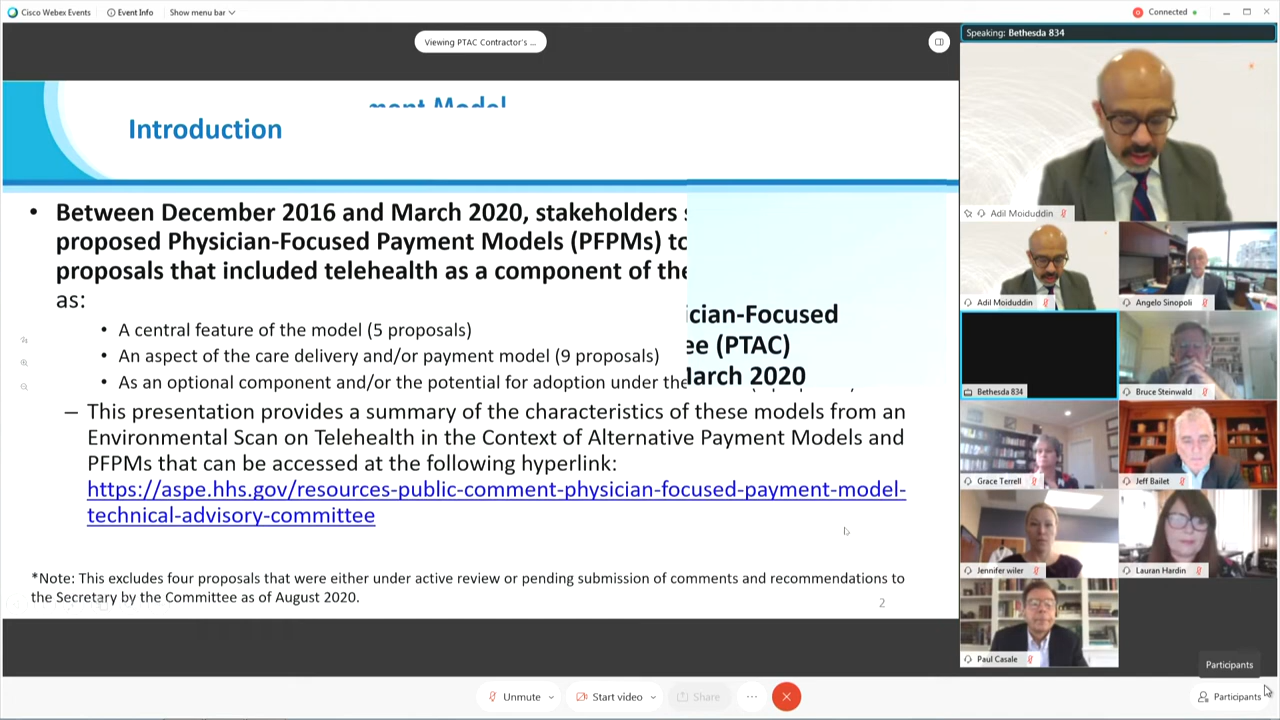 Cisco Webex Events
Event Info
Show menu bar
Connected
Viewing PTAC Contractor's ...
Speaking: Bethesda 834
ment Model
Introduction
• Between December 2016 and March 2020, stakeholders
proposed Physician-Focused Payment Models (PFPMs) to
proposals that included telehealth as a component of the
as:
• A central feature of the model (5 proposals)
ician-Focused
• An aspect of the care delivery and/or payment model (9 proposals)
ee (PTAC)
• As an optional component and/or the potential for adoption under the
March 2020
– This presentation provides a summary of the characteristics of these models from an
Environmental Scan on Telehealth in the Context of Alternative Payment Models and
PFPMs that can be accessed at the following hyperlink:
https://aspe.hhs.gov/resources-public-comment-physician-focused-payment-model-
technical-advisory-committee
*Note: This excludes four proposals that were either under active review or pending submission of comments and recommendations to
the Secretary by the Committee as of August 2020.
2
Adil Moiduddin
Adil Moiduddin
Angelo Sinopoli
Bethesda 834
Bruce Steinwald
Grace Terrell
Jeff Bailet
Jennifer wiler
Lauran Hardin
Paul Casale
Participants
Unmute
Start video
Share
Participants